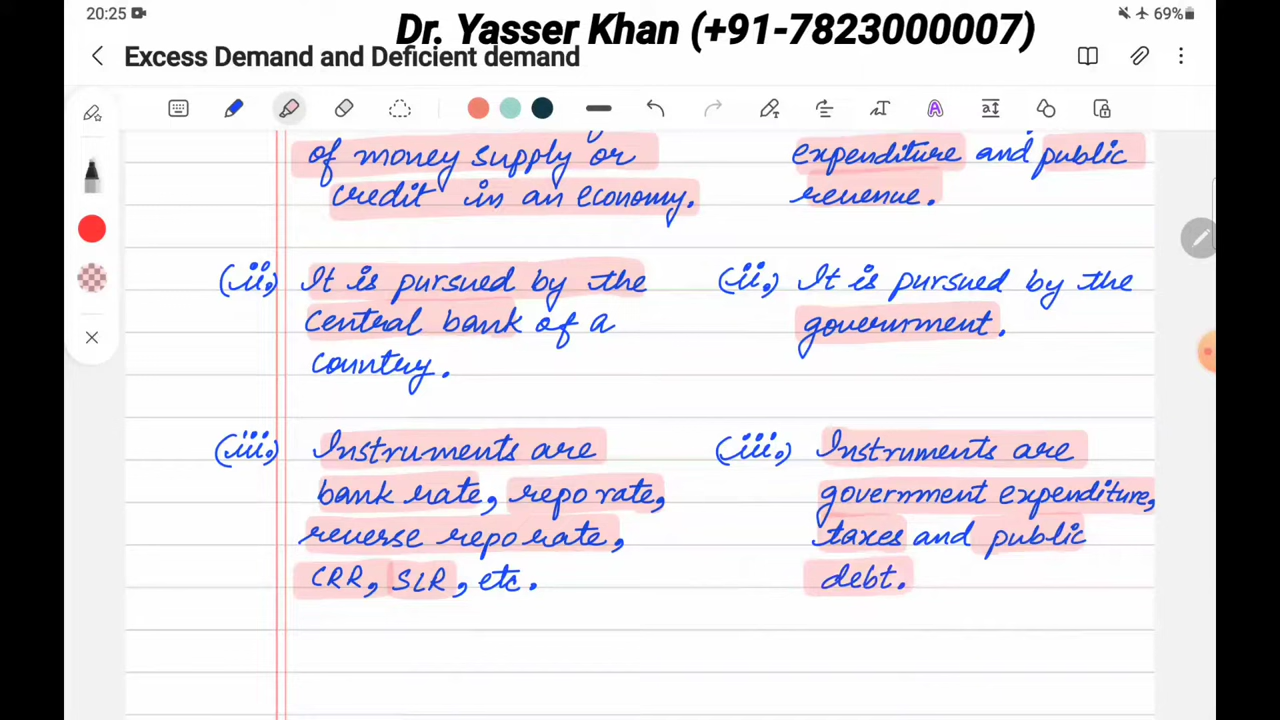 20:25
69%
Dr. Yasser Khan (+91-7823000007)
Excess Demand and Deficient demand
of money supply or
credit in an economy.
expenditure and public
revenue.
(ii.) It is pursued by the
central bank of a
country.
(ii.) It is pursued by the
government.
(iii.) Instruments are
bank rate, repo rate,
reverse repo rate,
CRR, SLR, etc.
(iii.) Instruments are
government expenditure,
taxes and public
debt.